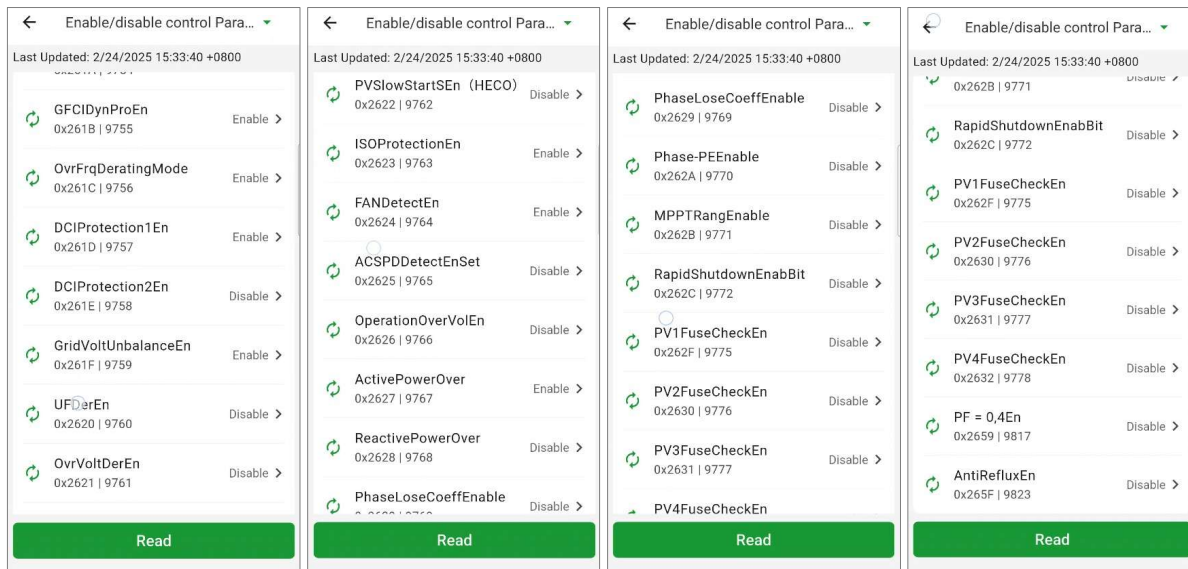 Enable/disable control Para...
Last Updated: 2/24/2025 15:33:40 +0800
GFCIDynProEn
0x261B | 9755
Enable
OvrFrqDeratingMode
0x261C | 9756
Enable
DCIProtection1En
0x261D | 9757
Enable
DCIProtection2En
0x261E | 9758
Disable
GridVoltUnbalanceEn
0x261F | 9759
Enable
UFDerEn
0x2620 | 9760
Disable
OvrVoltDerEn
0x2621 | 9761
Disable
Read
Enable/disable control Para...
Last Updated: 2/24/2025 15:33:40 +0800
PVSlowStartSEn（HECO）
0x2622 | 9762
Disable
ISOProtectionEn
0x2623 | 9763
Enable
FANDetectEn
0x2624 | 9764
Enable
ACSPDDetectEnSet
0x2625 | 9765
Disable
OperationOverVolEn
0x2626 | 9766
Disable
ActivePowerOver
0x2627 | 9767
Enable
ReactivePowerOver
0x2628 | 9768
Disable
PhaseLoseCoeffEnable
Disable
Read
Enable/disable control Para...
Last Updated: 2/24/2025 15:33:40 +0800
PhaseLoseCoeffEnable
0x2629 | 9769
Disable
Phase-PEEnable
0x262A | 9770
Disable
MPPTRangEnable
0x262B | 9771
Disable
RapidShutdownEnabBit
0x262C | 9772
Disable
PV1FuseCheckEn
0x262F | 9775
Disable
PV2FuseCheckEn
0x2630 | 9776
Disable
PV3FuseCheckEn
0x2631 | 9777
Disable
PV4FuseCheckEn
Read
Enable/disable control Para...
Last Updated: 2/24/2025 15:33:40 +0800
0x262B | 9771
Disable
RapidShutdownEnabBit
0x262C | 9772
Disable
PV1FuseCheckEn
0x262F | 9775
Disable
PV2FuseCheckEn
0x2630 | 9776
Disable
PV3FuseCheckEn
0x2631 | 9777
Disable
PV4FuseCheckEn
0x2632 | 9778
Disable
PF = 0,4En
0x2659 | 9817
Disable
AntiRefluxEn
0x265F | 9823
Disable
Read